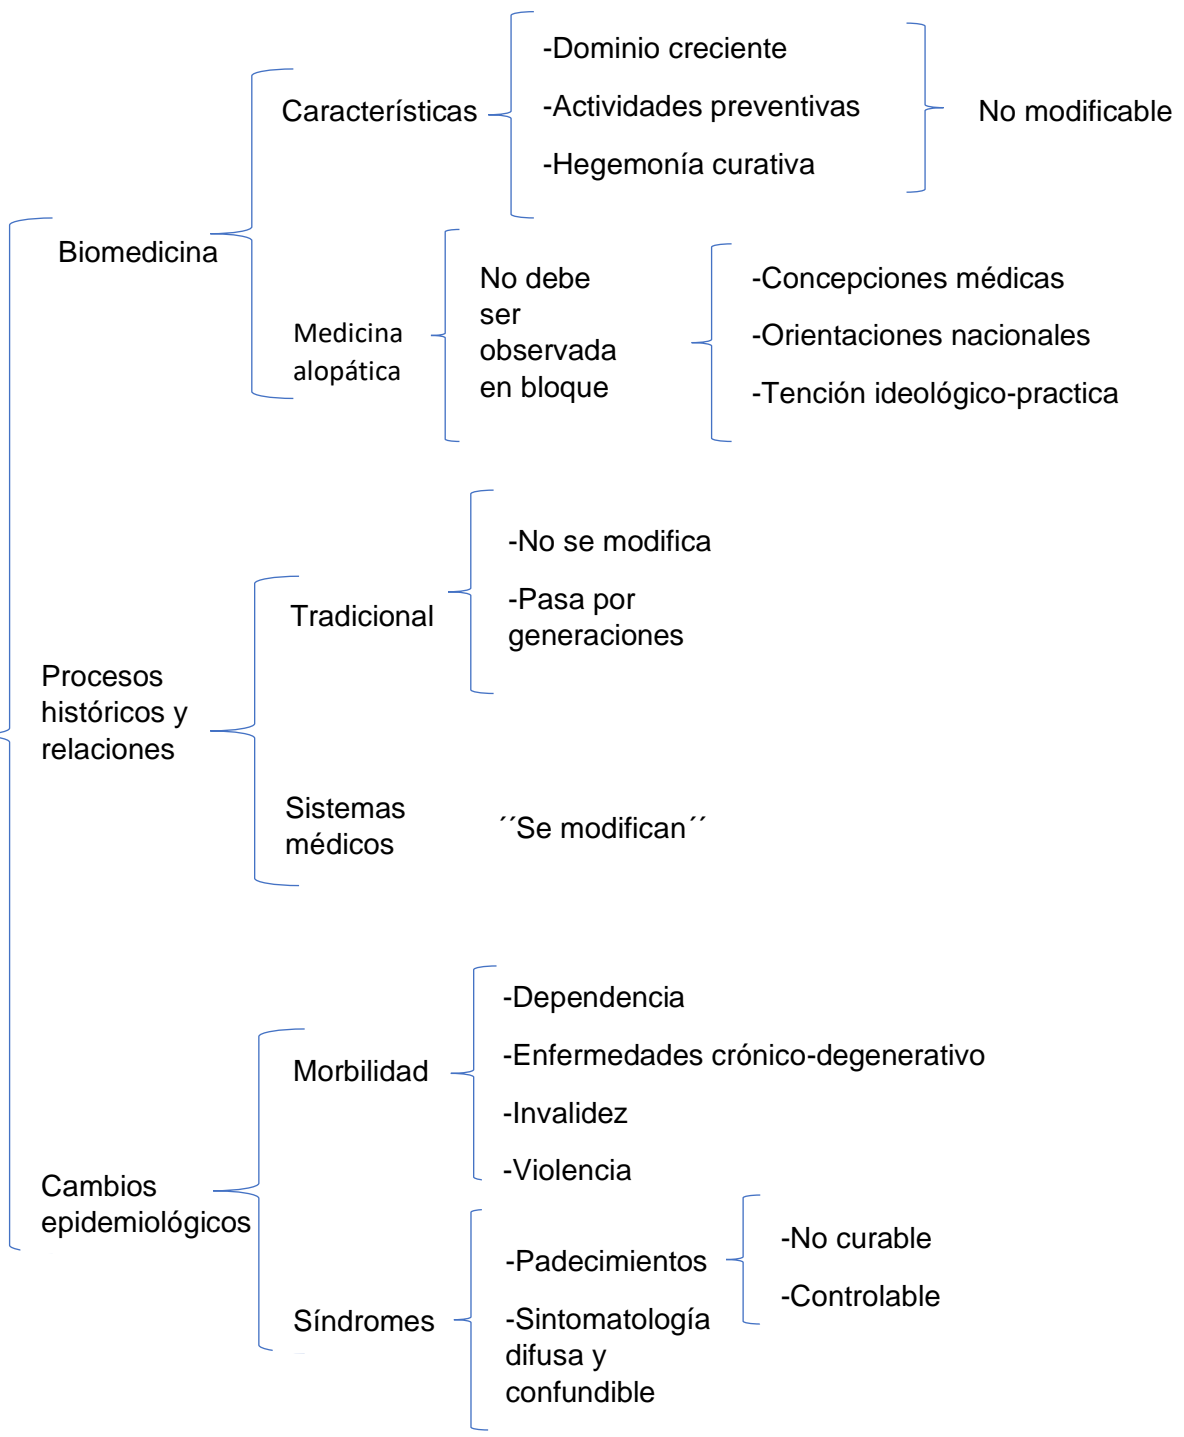 Biomedicina
Características
-Dominio creciente
-Actividades preventivas
-Hegemonía curativa
No modificable
Medicina
alopática
No debe
ser
observada
en bloque
-Concepciones médicas
-Orientaciones nacionales
-Tención ideológico-practica
Procesos
históricos y
relaciones
Tradicional
-No se modifica
-Pasa por
generaciones
Sistemas
médicos
´´Se modifican´´
Cambios
epidemiológicos
Morbilidad
-Dependencia
-Enfermedades crónico-degenerativo
-Invalidez
-Violencia
Síndromes
-Padecimientos
-No curable
-Controlable
-Sintomatología
difusa y
confundible